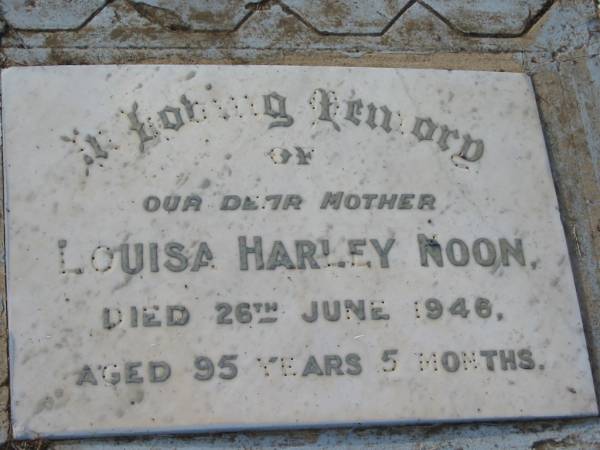 In Loving Memory
OF
OUR DEAR MOTHER
LOUISA HARLEY NOON,
DIED 26TH JUNE 1946,
AGED 95 YEARS 5 MONTHS.